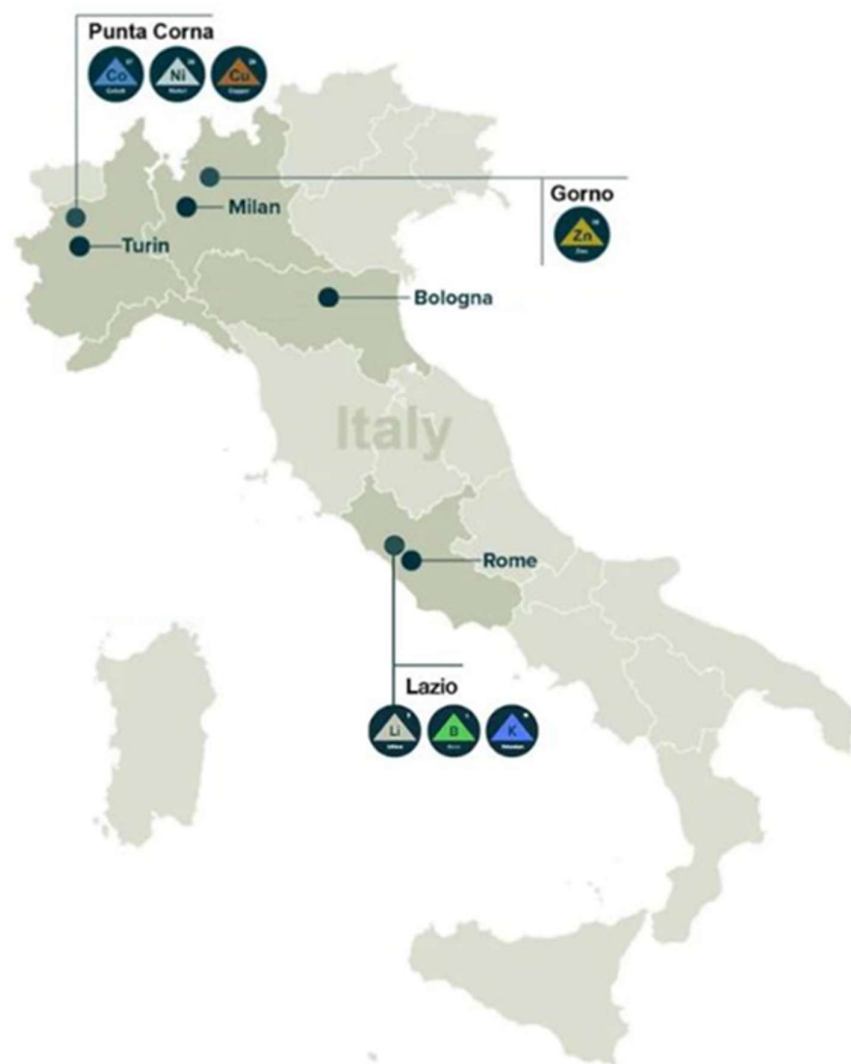 Punta Corna
Co Ni Cu
Gorno
Zn
Milan
Turin
Bologna
Italy
Rome
Lazio
Li B K